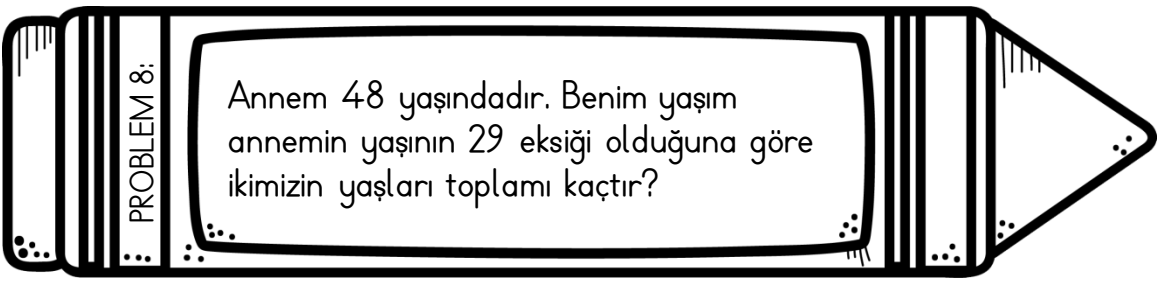 PROBLEM 8:
Annem 48 yaşındadır. Benim yaşım
annemin yaşının 29 eksiği olduğuna göre
ikimizin yaşları toplamı kaçtır?